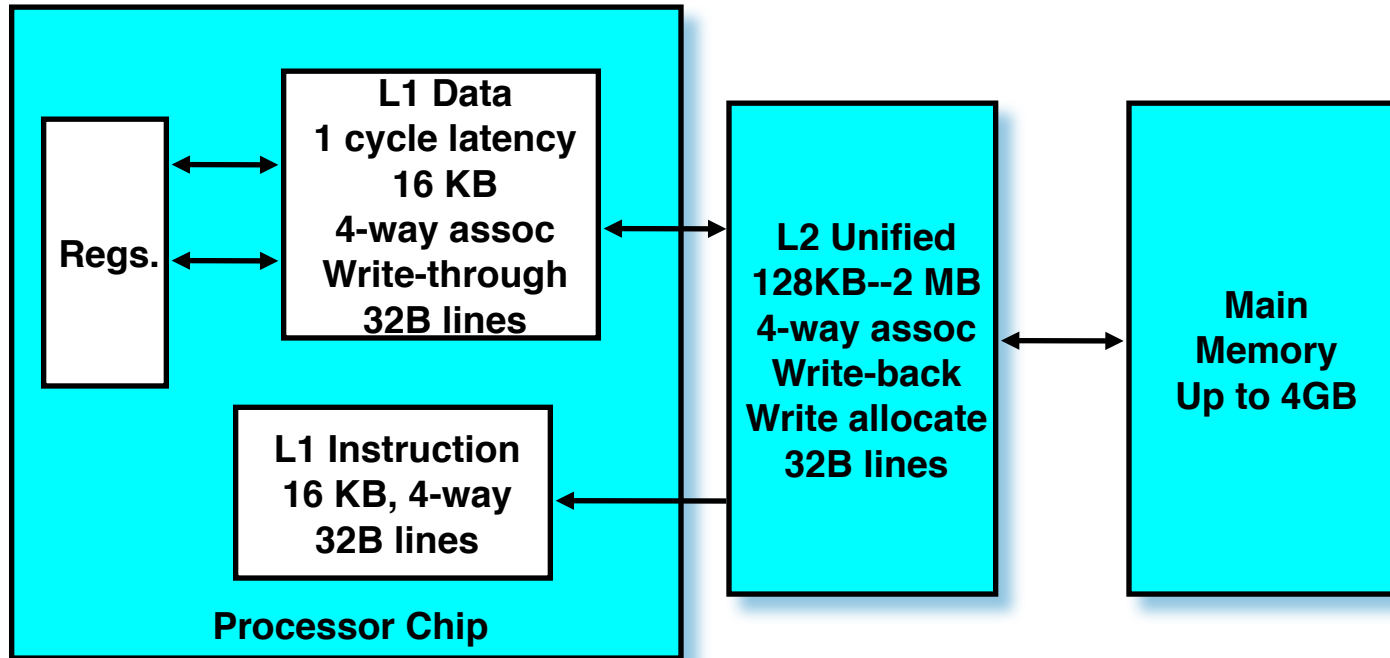 Regs.
L1 Data
1 cycle latency
16 KB
4-way assoc
Write-through
32B lines
L1 Instruction
16 KB, 4-way
32B lines
Processor Chip
L2 Unified
128KB--2 MB
4-way assoc
Write-back
Write allocate
32B lines
Main
Memory
Up to 4GB